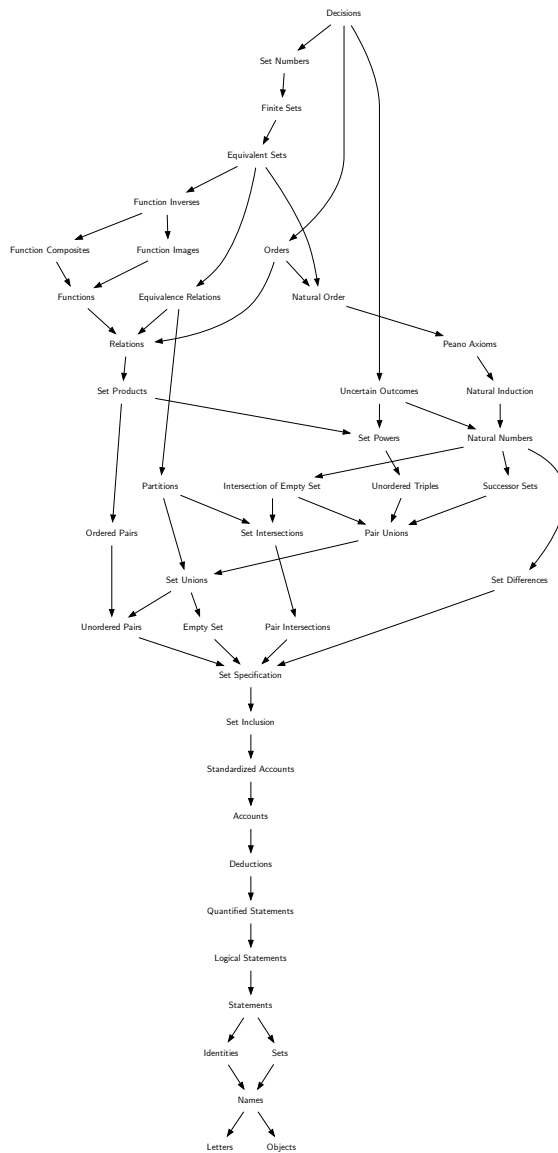 Decisions
Set Numbers
Finite Sets
Equivalent Sets
Function Inverses
Function Composites
Function Images
Orders
Functions
Equivalence Relations
Natural Order
Relations
Peano Axioms
Set Products
Uncertain Outcomes
Natural Induction
Set Powers
Natural Numbers
Partitions
Intersection of Empty Set
Unordered Triples
Successor Sets
Ordered Pairs
Set Intersections
Pair Unions
Set Unions
Set Differences
Unordered Pairs
Empty Set
Pair Intersections
Set Specification
Set Inclusion
Standardized Accounts
Accounts
Deductions
Quantified Statements
Logical Statements
Statements
Identities
Sets
Names
Letters
Objects